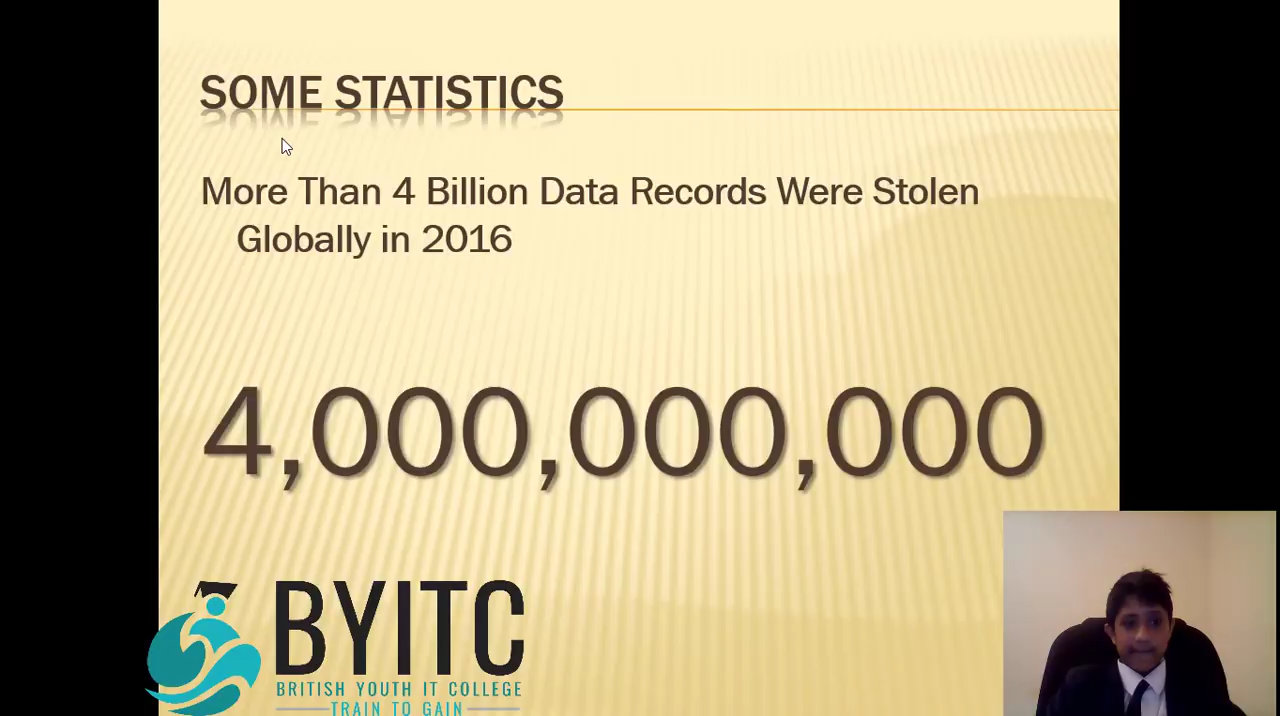 SOME STATISTICS
More Than 4 Billion Data Records Were Stolen
Globally in 2016
4,000,000,000
BYITC
BRITISH YOUTH IT COLLEGE
TRAIN TO GAIN